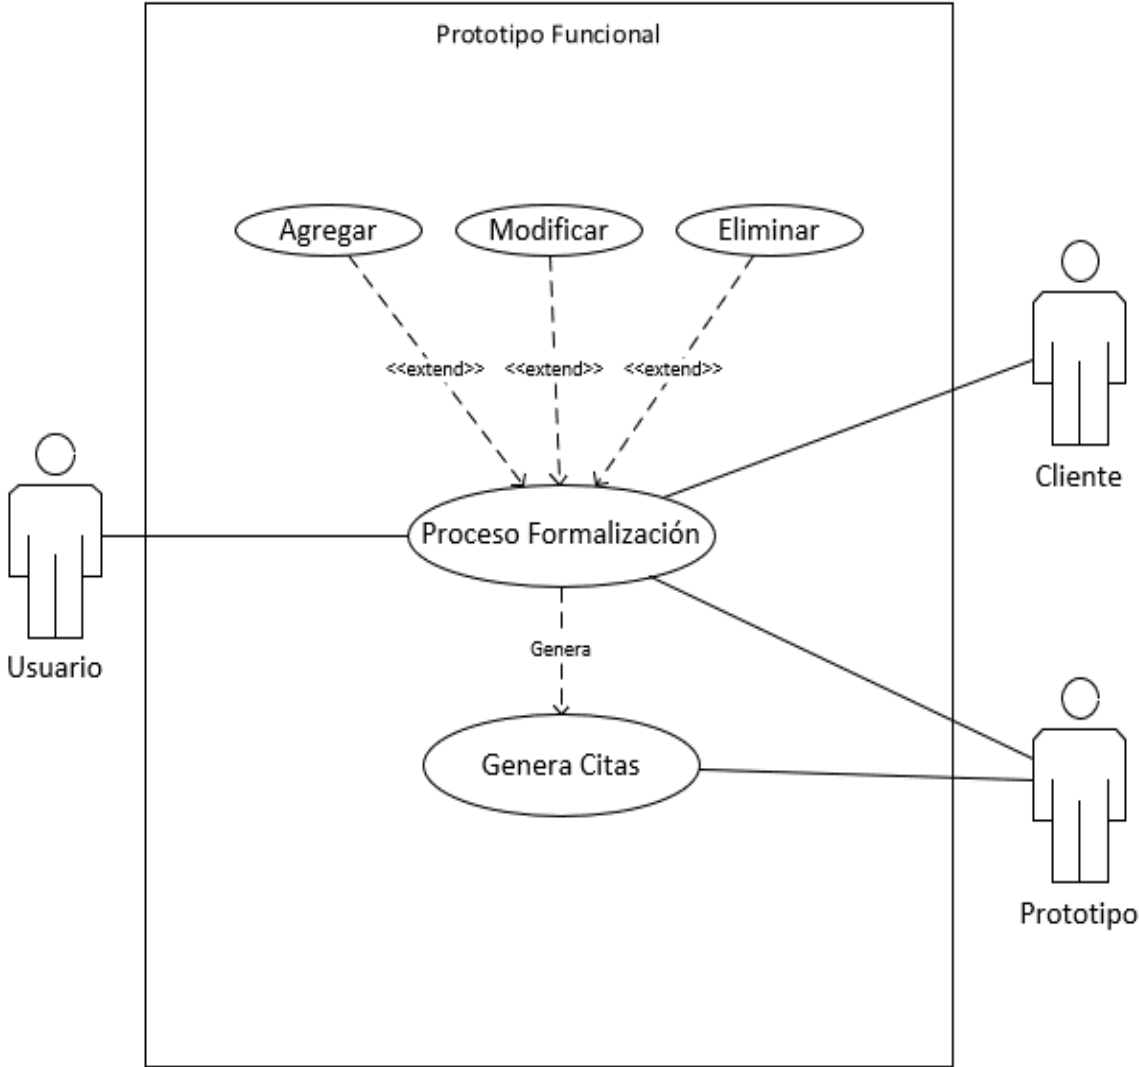 Prototipo Funcional
Agregar
Modificar
Eliminar
<<extend>>
<<extend>>
<<extend>>
Cliente
Proceso Formalización
Usuario
Genera
Genera Citas
Prototipo